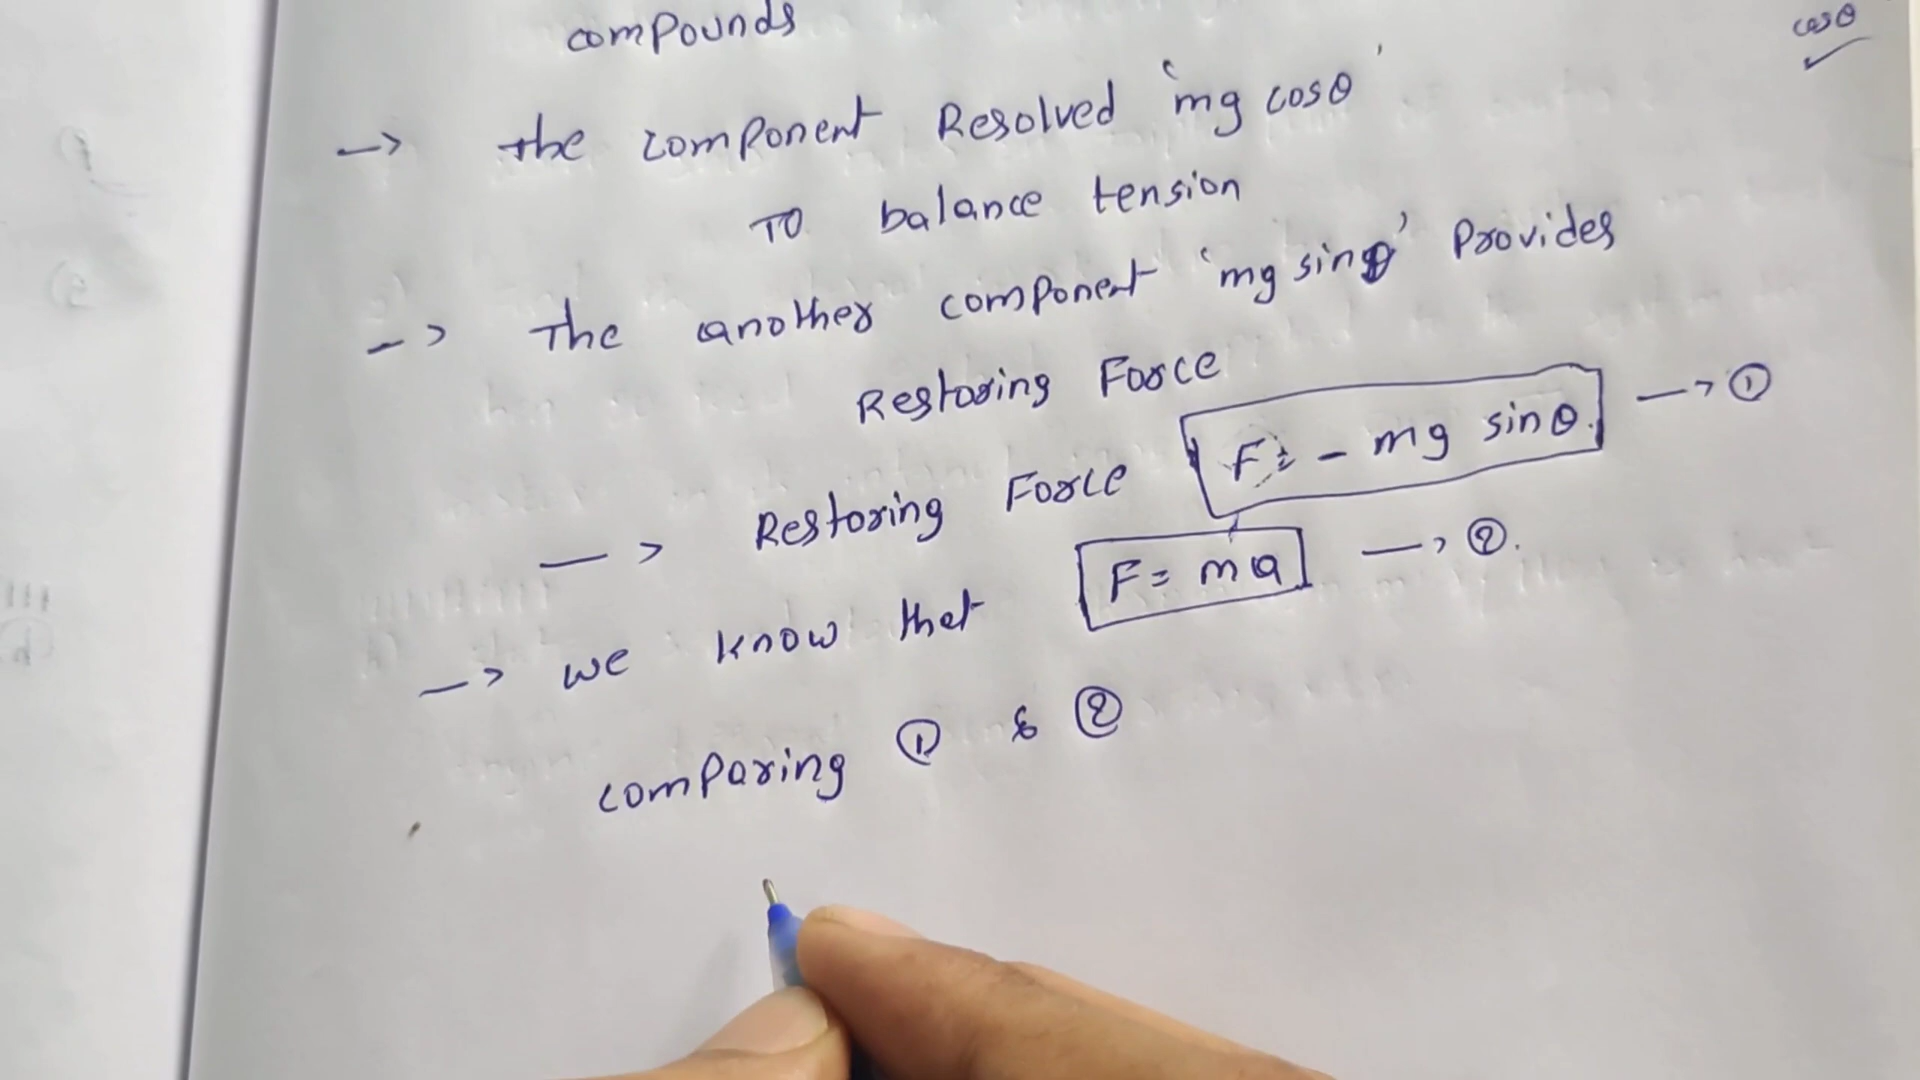 compounds
cosθ
-> the component Resolved 'mg cosθ'
TO balance tension
-> The another component 'mg sinθ' Provides
Restoring Force
-> Restoring Force F = - mg sinθ. -> ①
-> we know that F = ma -> ②.
comparing ① & ②